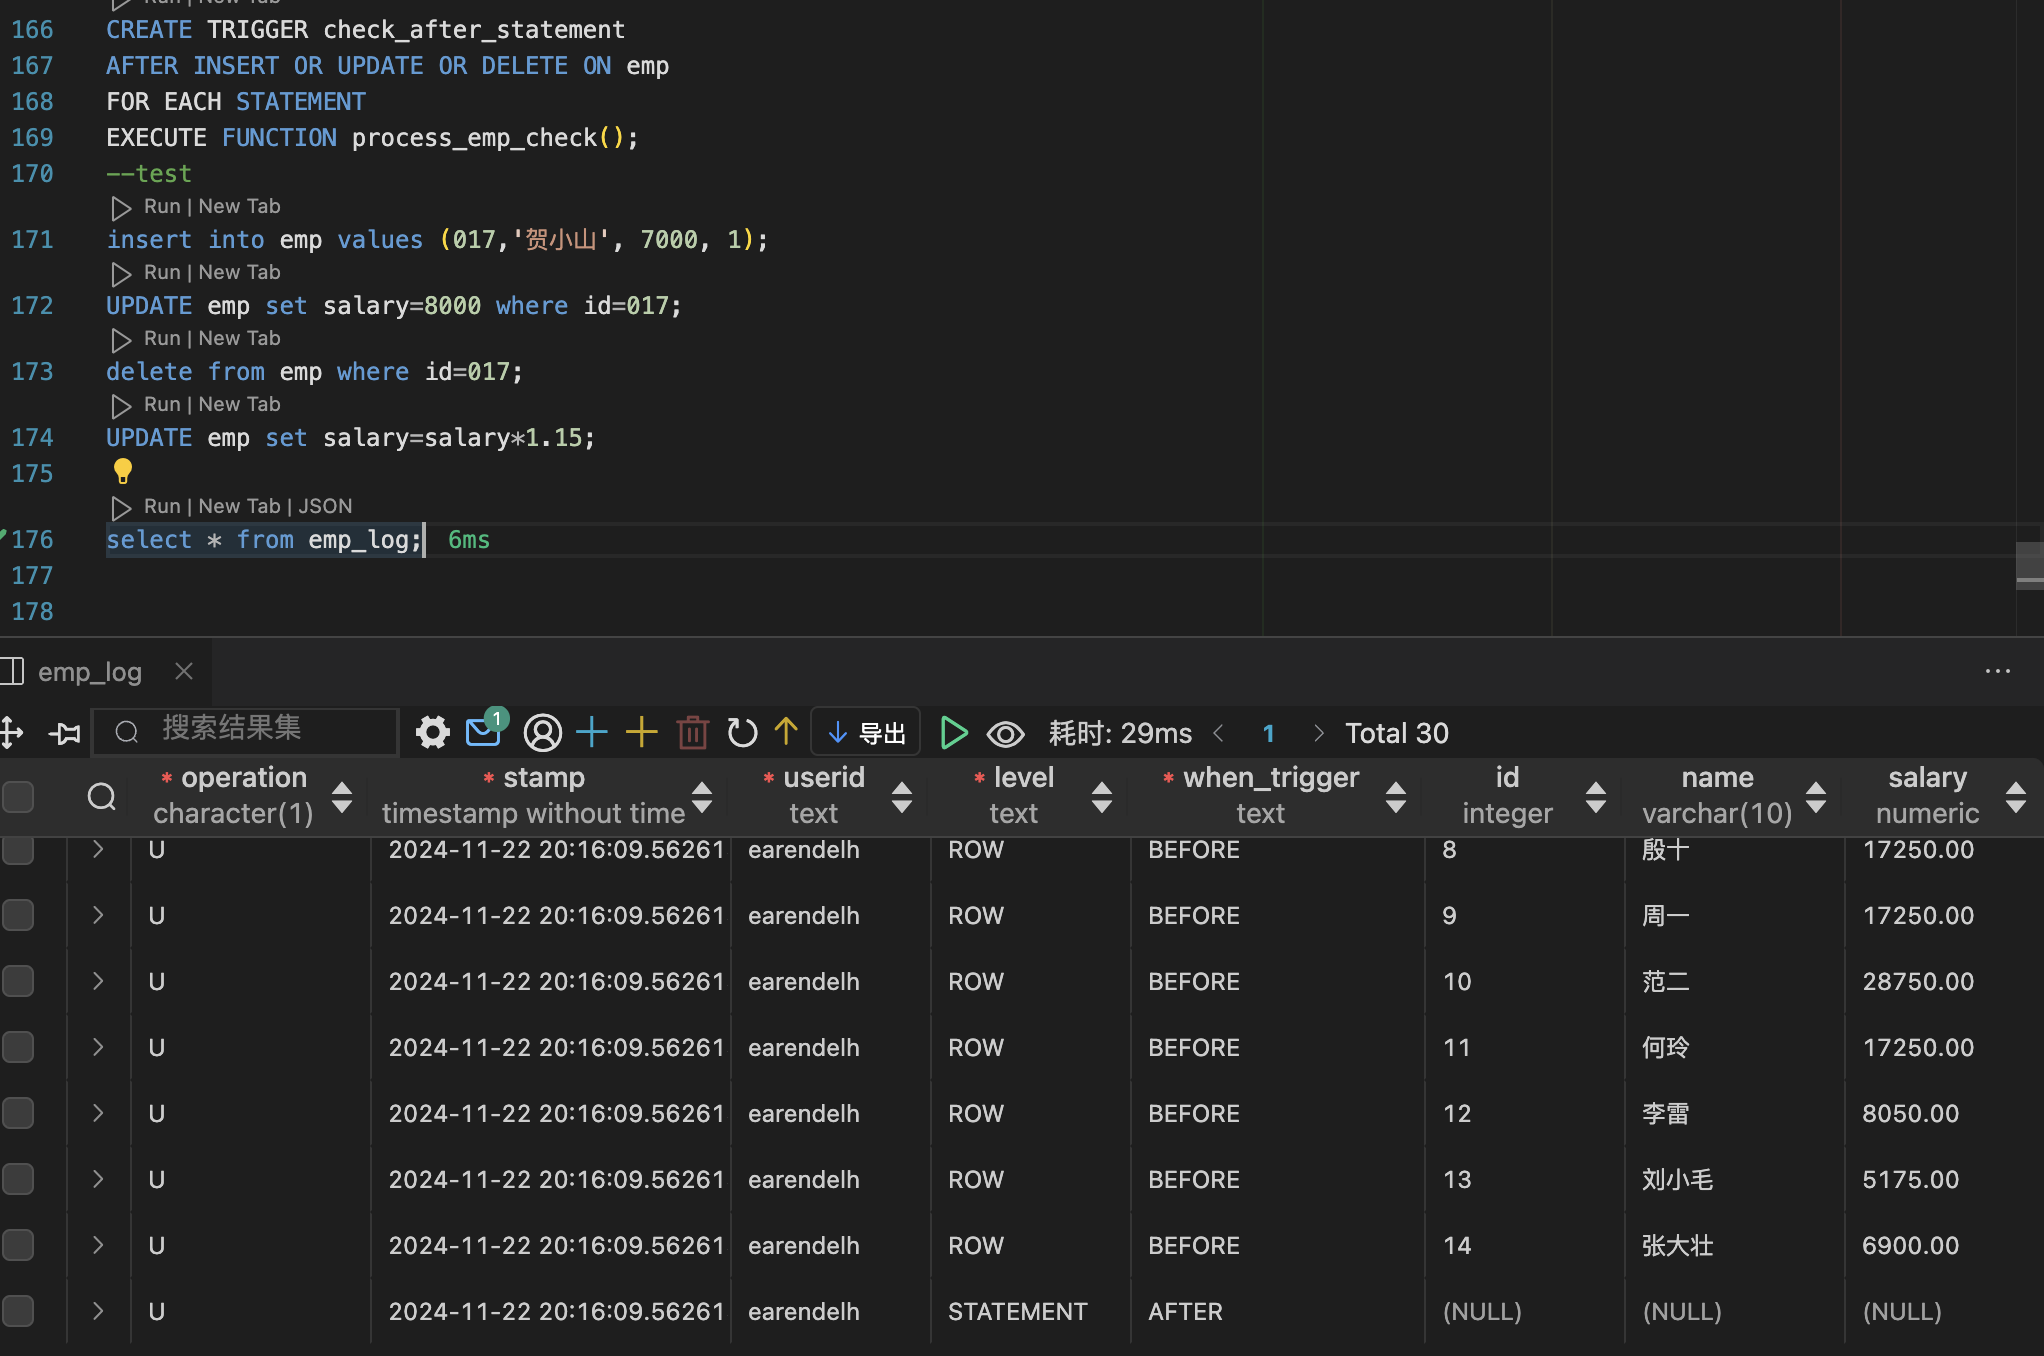 166 CREATE TRIGGER check_after_statement
167 AFTER INSERT OR UPDATE OR DELETE ON emp
168 FOR EACH STATEMENT
169 EXECUTE FUNCTION process_emp_check();
170 --test
Run | New Tab
171 insert into emp values (017,'贺小山', 7000, 1);
Run | New Tab
172 UPDATE emp set salary=8000 where id=017;
Run | New Tab
173 delete from emp where id=017;
Run | New Tab
174 UPDATE emp set salary=salary*1.15;
175
Run | New Tab | JSON
176 select * from emp_log; 6ms
177
178
emp_log
搜索结果集 1 导出 耗时: 29ms 1 Total 30
* operation * stamp * userid * level * when_trigger id name salary
character(1) timestamp without time text text text integer varchar(10) numeric
U 2024-11-22 20:16:09.56261 earendelh ROW BEFORE 8 殷十 17250.00
U 2024-11-22 20:16:09.56261 earendelh ROW BEFORE 9 周一 17250.00
U 2024-11-22 20:16:09.56261 earendelh ROW BEFORE 10 范二 28750.00
U 2024-11-22 20:16:09.56261 earendelh ROW BEFORE 11 何玲 17250.00
U 2024-11-22 20:16:09.56261 earendelh ROW BEFORE 12 李雷 8050.00
U 2024-11-22 20:16:09.56261 earendelh ROW BEFORE 13 刘小毛 5175.00
U 2024-11-22 20:16:09.56261 earendelh ROW BEFORE 14 张大壮 6900.00
U 2024-11-22 20:16:09.56261 earendelh STATEMENT AFTER (NULL) (NULL) (NULL)